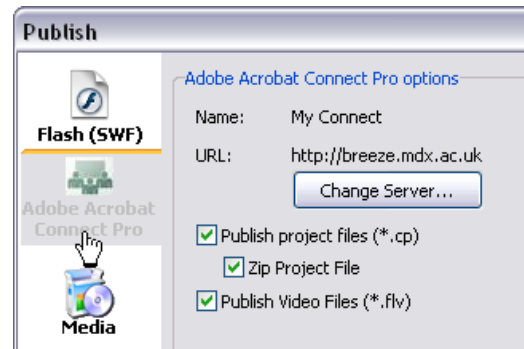 Publish
Flash (SWF)
Adobe Acrobat
Connect Pro
Media
Adobe Acrobat Connect Pro options
Name: My Connect
URL: http://breeze.mdx.ac.uk
Change Server...
Publish project files (*.cp)
Zip Project File
Publish Video Files (*.flv)